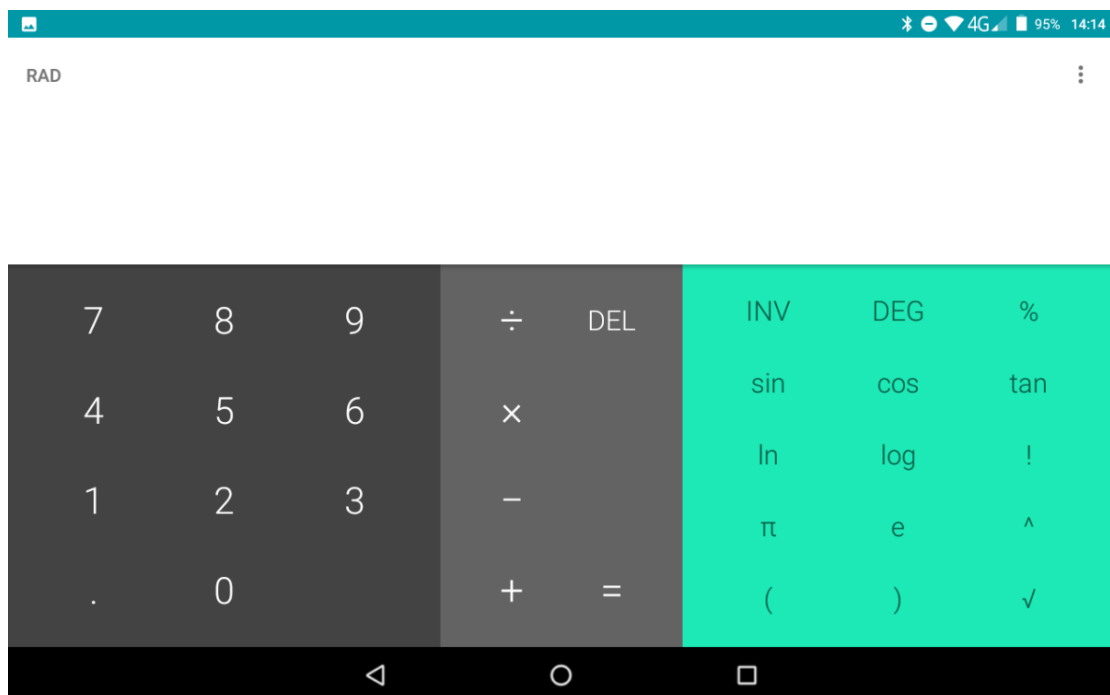 4G 95% 14:14
RAD
7 8 9 ÷ DEL INV DEG %
sin cos tan
4 5 6 ×
ln log !
1 2 3 −
π e ^
. 0 + = ( ) √